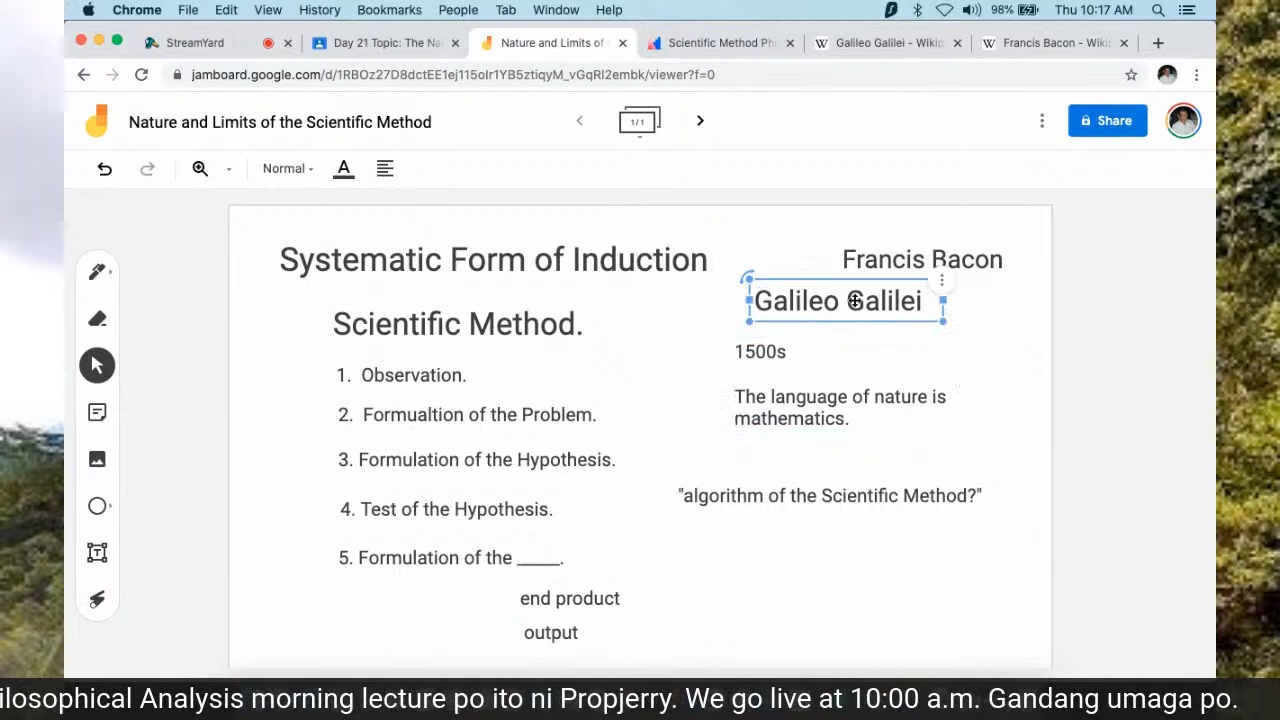 Chrome File Edit View History Bookmarks People Tab Window Help 98% Thu 10:17 AM
StreamYard Day 21 Topic: The Na Nature and Limits of Scientific Method Ph Galileo Galilei - Wikip Francis Bacon - Wiki
jamboard.google.com/d/1RBOz27D8dctEE1ej115oIr1YB5ztiqyM_vGqRl2embk/viewer?f=0
Nature and Limits of the Scientific Method 1/1 Share
Normal A
Systematic Form of Induction
Francis Bacon
Galileo Galilei
Scientific Method.
1500s
1. Observation.
The language of nature is
mathematics.
2. Formualtion of the Problem.
3. Formulation of the Hypothesis.
"algorithm of the Scientific Method?"
4. Test of the Hypothesis.
5. Formulation of the _____.
end product
output
ilosophical Analysis morning lecture po ito ni Propjerry. We go live at 10:00 a.m. Gandang umaga po.